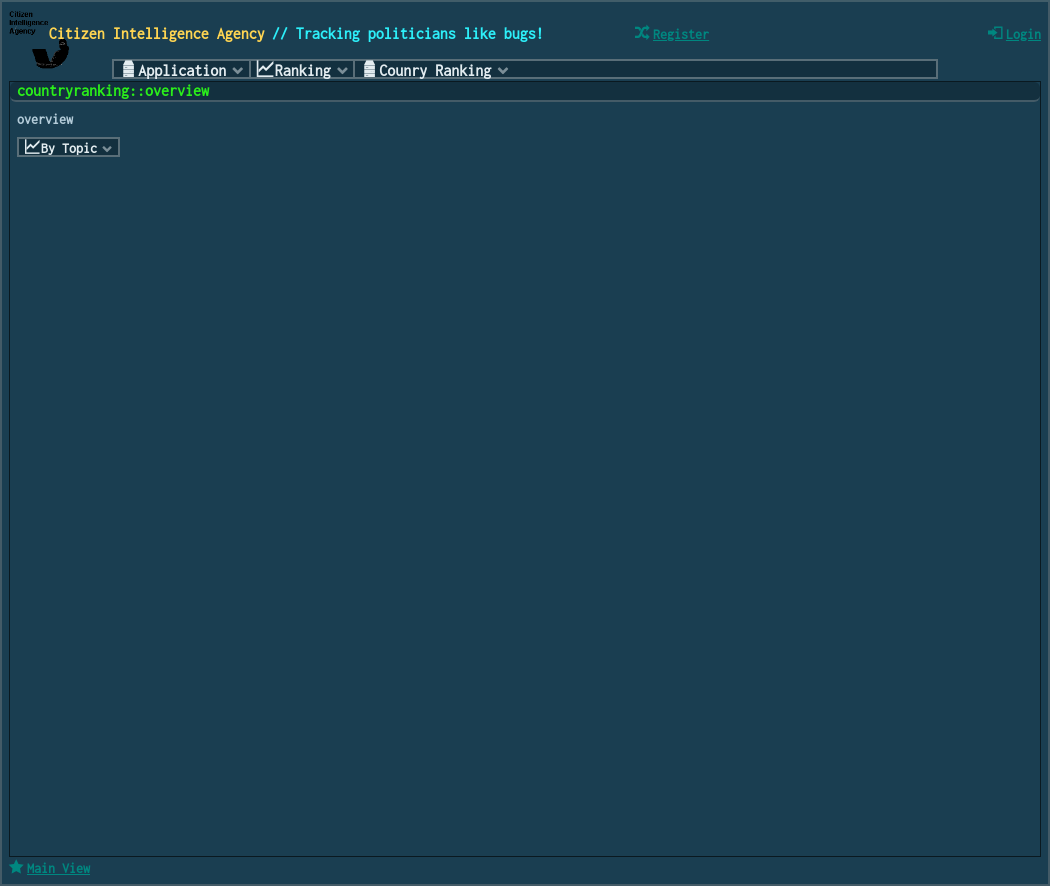 Citizen
Intelligence
Agency
Citizen Intelligence Agency // Tracking politicians like bugs!
Register
Login
Application
Ranking
Counry Ranking
countryranking::overview
overview
By Topic
Main View